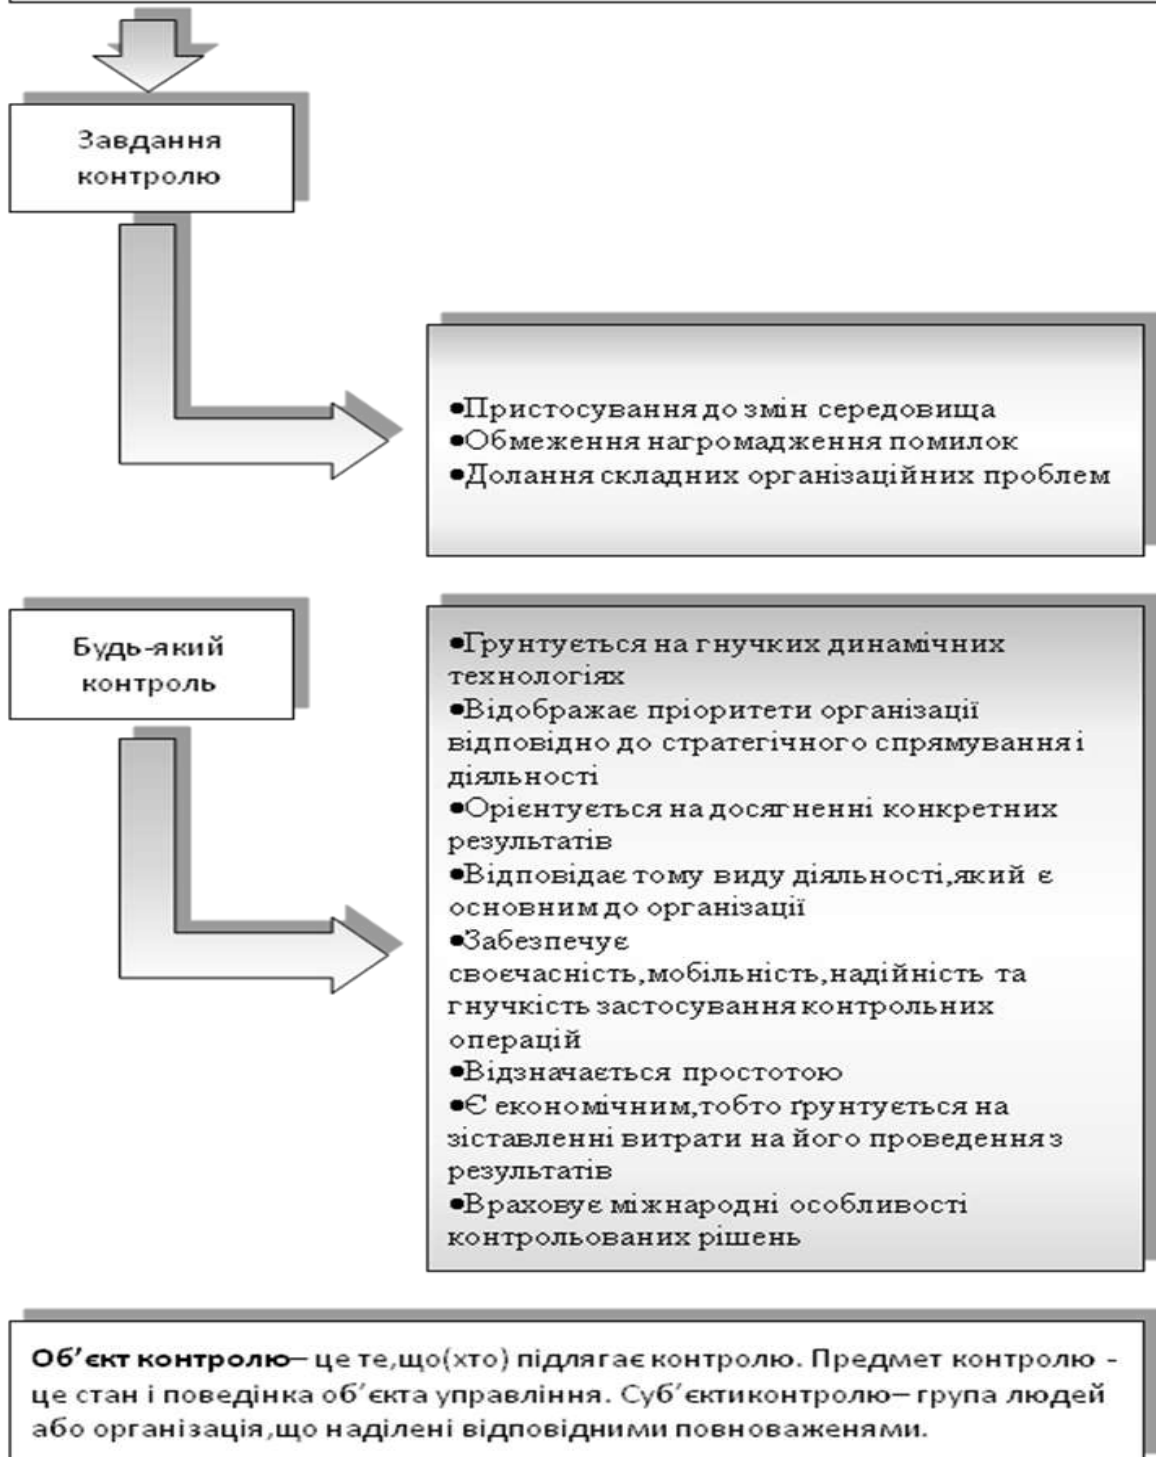 Завдання
контролю
●Пристосування до змін середовища
●Обмеження нагромадження помилок
●Долання складних організаційних проблем
Будь-який
контроль
●Грунтується на гнучких динамічних
технологіях
●Відображає пріоритети організації
відповідно до стратегічного спрямування і
діяльності
●Орієнтується на досягненні конкретних
результатів
●Відповідає тому виду діяльності,який є
основним до організації
●Забезпечує
своєчасність,мобільність,надійність та
гнучкість застосування контрольних
операцій
●Відзначається простотою
●Є економічним,тобто ґрунтується на
зіставленні витрати на його проведення з
результатів
●Враховує міжнародні особливості
контрольованих рішень
Об’єкт контролю– це те,що(хто) підлягає контролю. Предмет контролю -
це стан і поведінка об’єкта управління. Суб’єкти контролю– група людей
або організація,що наділені відповідними повноваженями.